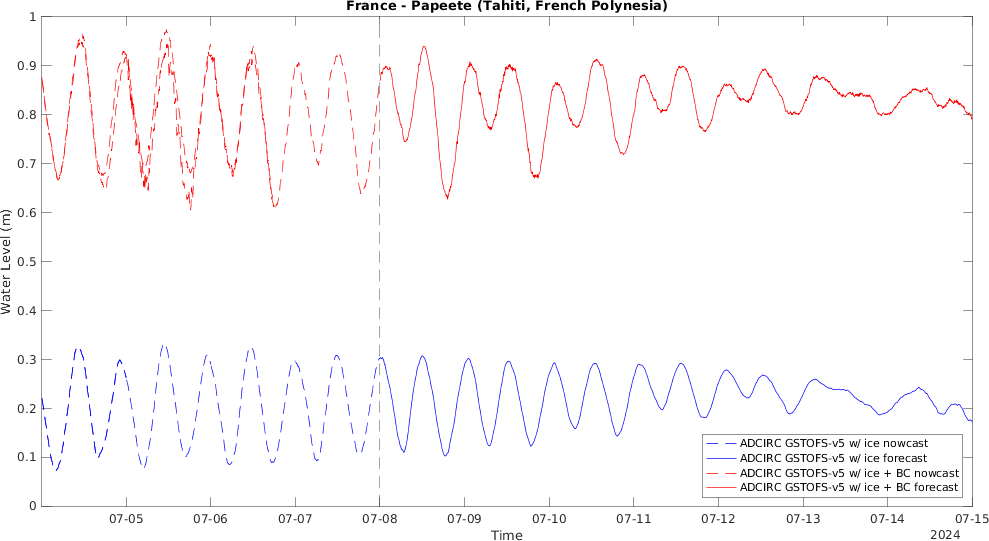 France - Papeete (Tahiti, French Polynesia)
1
0.9
0.8
0.7
0.6
0.5
0.4
0.3
0.2
0.1
0
Water Level (m)
ADCIRC GSTOFS-v5 w/ ice nowcast
ADCIRC GSTOFS-v5 w/ ice forecast
ADCIRC GSTOFS-v5 w/ ice + BC nowcast
ADCIRC GSTOFS-v5 w/ ice + BC forecast
07-05 07-06 07-07 07-08 07-09 07-10 07-11 07-12 07-13 07-14 07-15
Time
2024